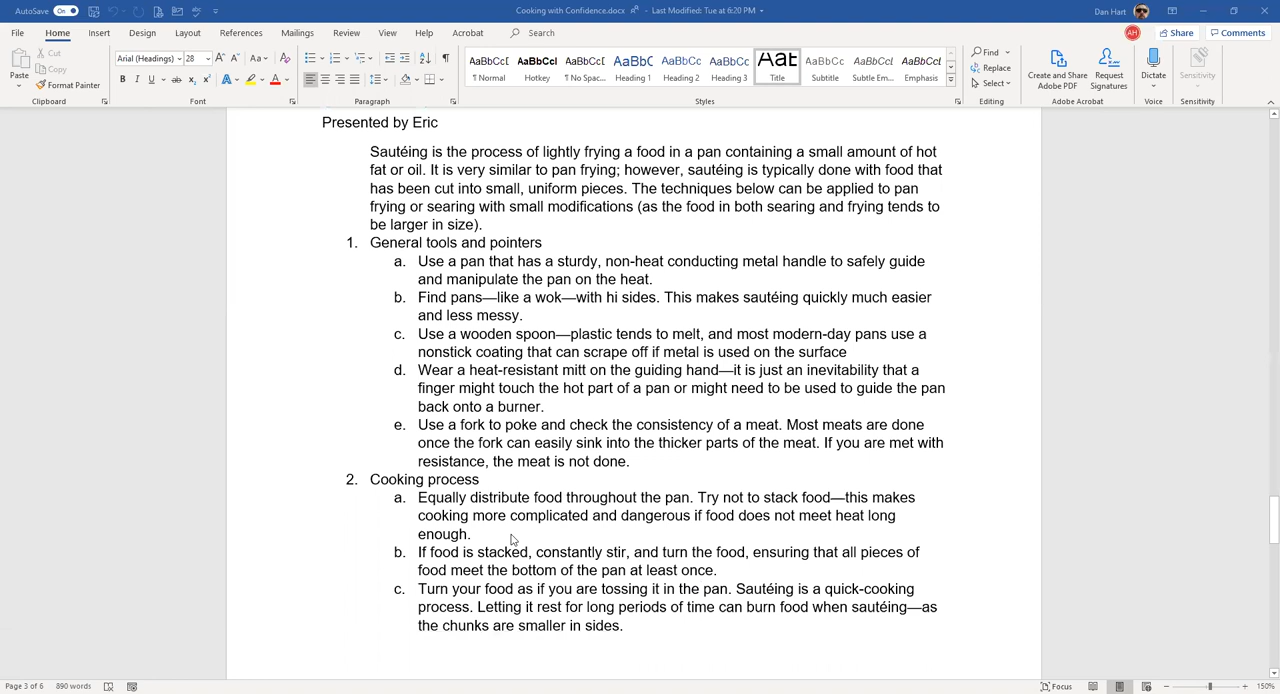 AutoSave On Cooking with Confidence.docx - Last Modified: Tue at 6:20 PM Dan Hart
File Home Insert Design Layout References Mailings Review View Help Acrobat Search AH Share Comments
Paste Cut Copy Format Painter Clipboard
Arial (Headings) 28 Font
Paragraph
AaBbCcI AaBbCcI AaBbCcI AaBbC AaBbCc AaBbCc Aat AaBbCc AaBbCcI AaBbCcI
¶ Normal Hotkey ¶ No Spac... Heading 1 Heading 2 Heading 3 Title Subtitle Subtle Em... Emphasis
Styles
Find Replace Select Editing
Create and Share Adobe PDF Request Signatures Adobe Acrobat
Dictate Voice
Sensitivity Sensitivity
Presented by Eric
Sautéing is the process of lightly frying a food in a pan containing a small amount of hot
fat or oil. It is very similar to pan frying; however, sautéing is typically done with food that
has been cut into small, uniform pieces. The techniques below can be applied to pan
frying or searing with small modifications (as the food in both searing and frying tends to
be larger in size).
1. General tools and pointers
a. Use a pan that has a sturdy, non-heat conducting metal handle to safely guide
and manipulate the pan on the heat.
b. Find pans—like a wok—with hi sides. This makes sautéing quickly much easier
and less messy.
c. Use a wooden spoon—plastic tends to melt, and most modern-day pans use a
nonstick coating that can scrape off if metal is used on the surface
d. Wear a heat-resistant mitt on the guiding hand—it is just an inevitability that a
finger might touch the hot part of a pan or might need to be used to guide the pan
back onto a burner.
e. Use a fork to poke and check the consistency of a meat. Most meats are done
once the fork can easily sink into the thicker parts of the meat. If you are met with
resistance, the meat is not done.
2. Cooking process
a. Equally distribute food throughout the pan. Try not to stack food—this makes
cooking more complicated and dangerous if food does not meet heat long
enough.
b. If food is stacked, constantly stir, and turn the food, ensuring that all pieces of
food meet the bottom of the pan at least once.
c. Turn your food as if you are tossing it in the pan. Sautéing is a quick-cooking
process. Letting it rest for long periods of time can burn food when sautéing—as
the chunks are smaller in sides.
Page 3 of 6 890 words Focus 150%